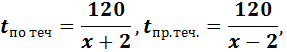 t по теч = 120/(x + 2), t пр.теч. = 120/(x − 2),